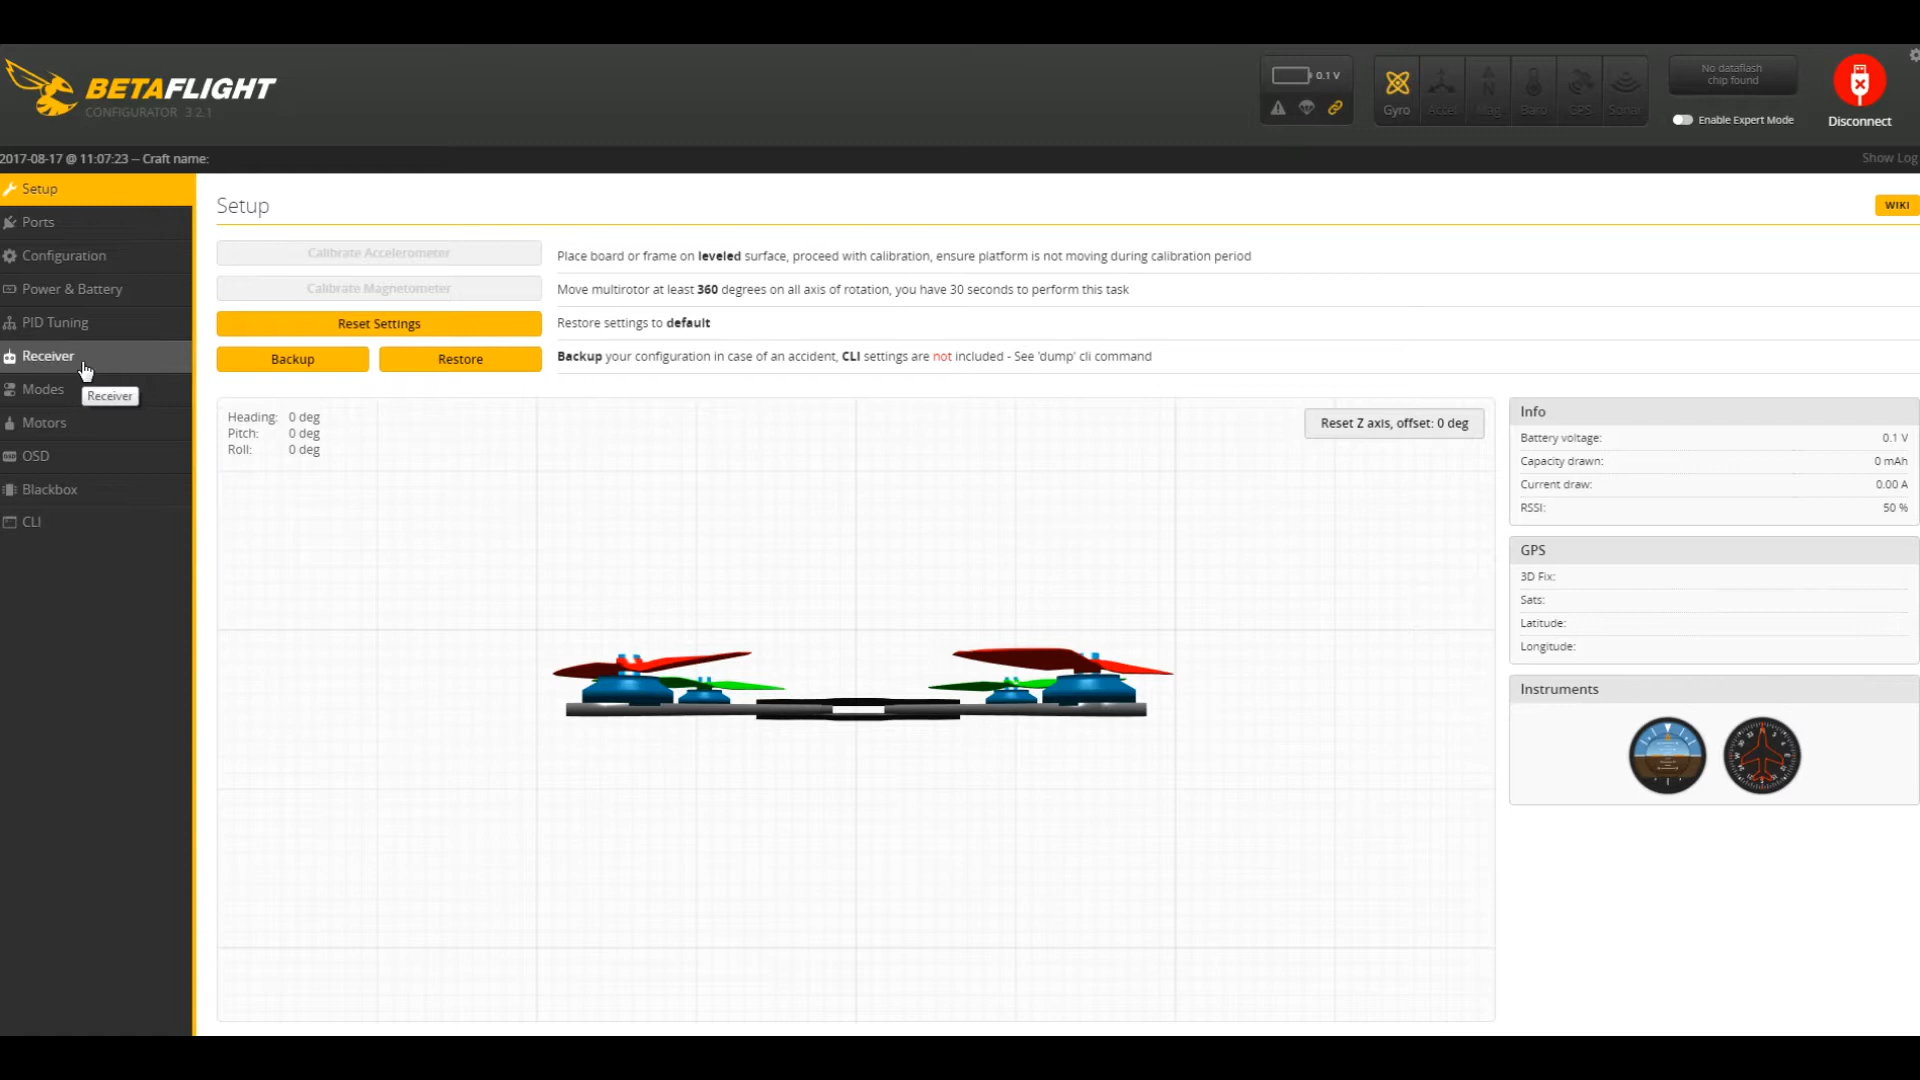 BETAFLIGHT
CONFIGURATOR 3.2.1
0.1 V
Gyro
Accel
Mag
Baro
GPS
Sonar
No dataflash
chip found
Enable Expert Mode
Disconnect
2017-08-17 @ 11:07:23 -- Craft name:
Show Log
Setup
Ports
Configuration
Power & Battery
PID Tuning
Receiver
Modes
Receiver
Motors
OSD
Blackbox
CLI
Setup
WIKI
Calibrate Accelerometer
Place board or frame on leveled surface, proceed with calibration, ensure platform is not moving during calibration period
Calibrate Magnetometer
Move multirotor at least 360 degrees on all axis of rotation, you have 30 seconds to perform this task
Reset Settings
Restore settings to default
Backup
Restore
Backup your configuration in case of an accident, CLI settings are not included - See 'dump' cli command
Heading: 0 deg
Pitch: 0 deg
Roll: 0 deg
Reset Z axis, offset: 0 deg
Info
Battery voltage: 0.1 V
Capacity drawn: 0 mAh
Current draw: 0.00 A
RSSI: 50 %
GPS
3D Fix:
Sats:
Latitude:
Longitude:
Instruments